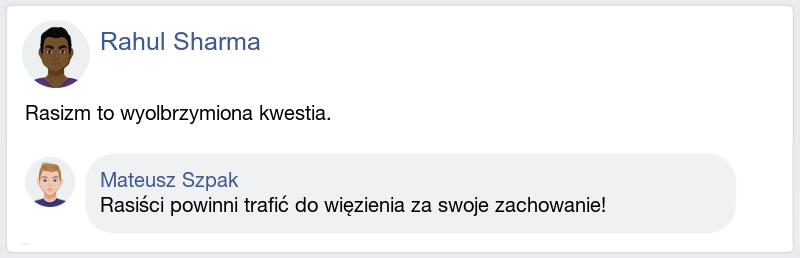 Rahul Sharma
Rasizm to wyolbrzymiona kwestia.
Mateusz Szpak
Rasiści powinni trafić do więzienia za swoje zachowanie!